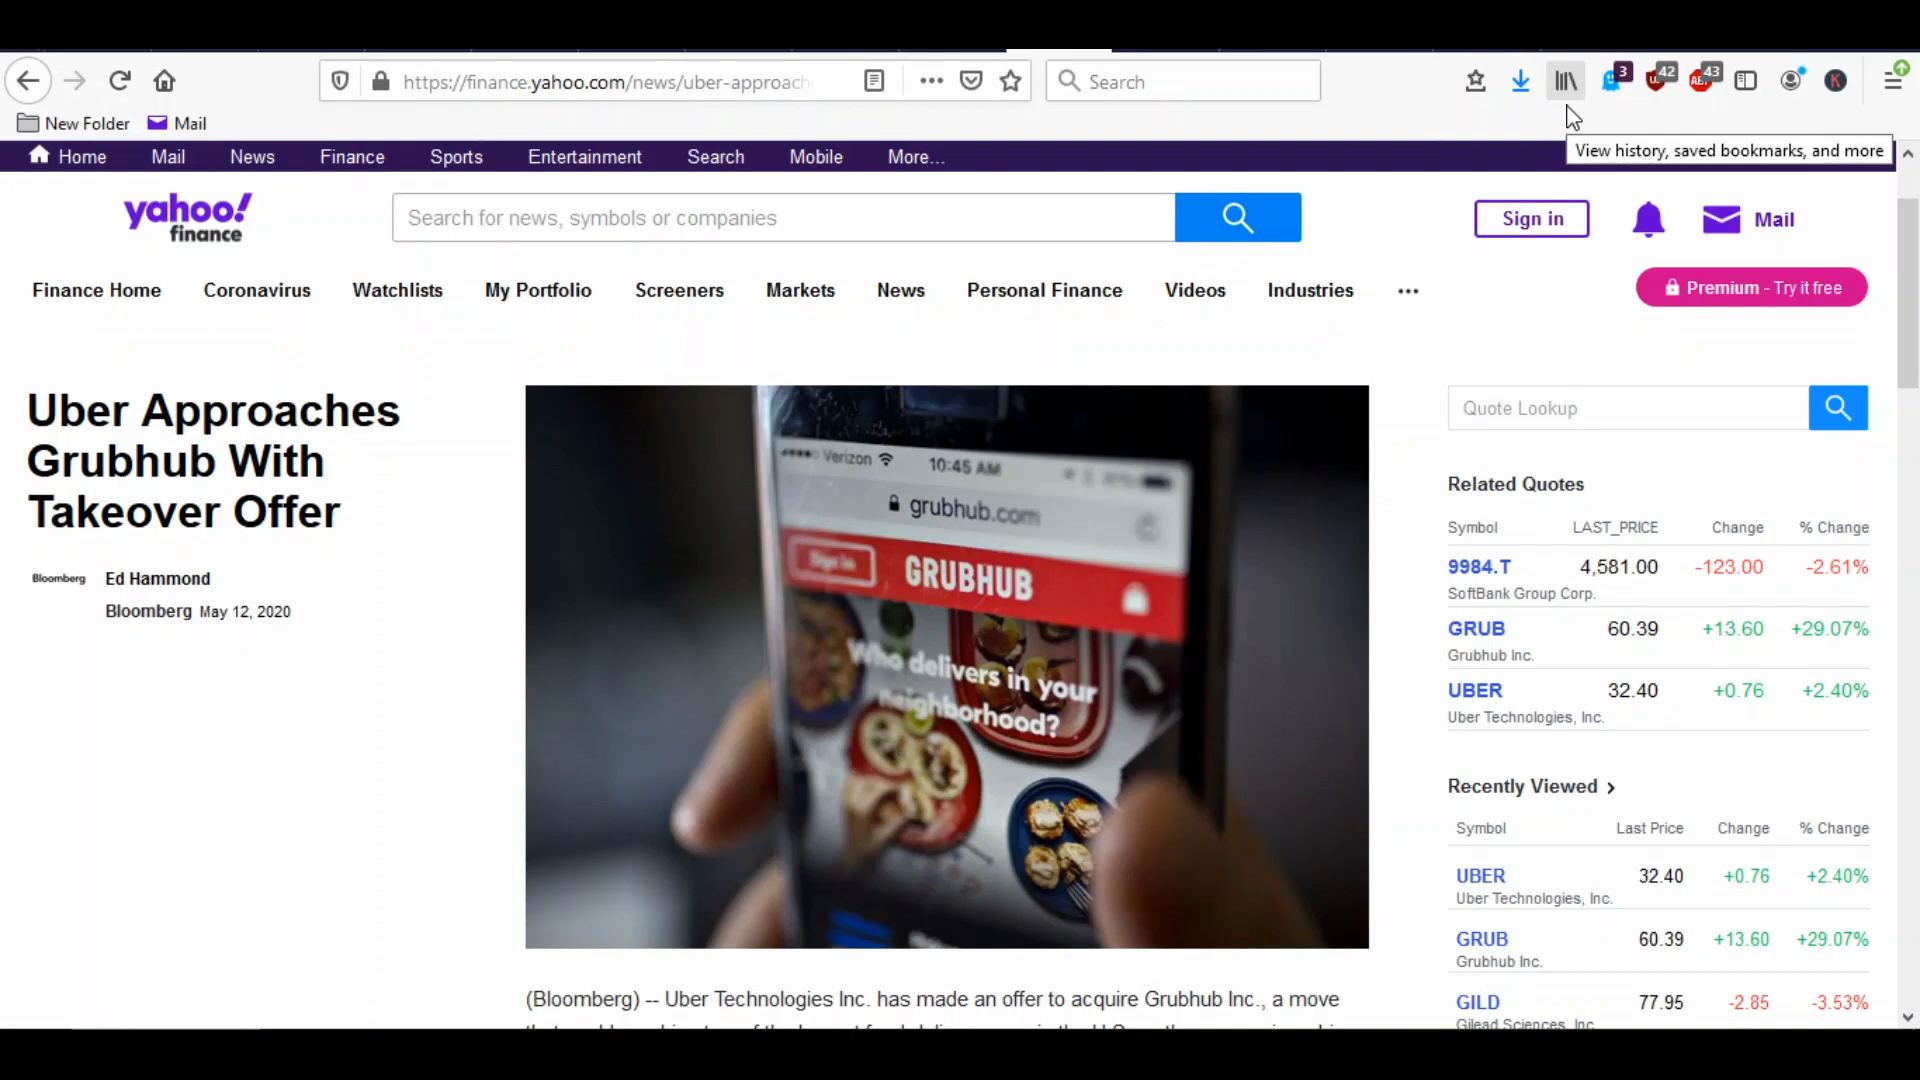 https://finance.yahoo.com/news/uber-approach
Search
3
42
43
New Folder
Mail
View history, saved bookmarks, and more
Home
Mail
News
Finance
Sports
Entertainment
Search
Mobile
More...
yahoo!
finance
Search for news, symbols or companies
Sign in
Mail
Finance Home
Coronavirus
Watchlists
My Portfolio
Screeners
Markets
News
Personal Finance
Videos
Industries
Premium - Try it free
Uber Approaches
Grubhub With
Takeover Offer
Bloomberg
Ed Hammond
Bloomberg May 12, 2020
Verizon
10:45 AM
grubhub.com
Sign in
GRUBHUB
Who delivers in your
neighborhood?
(Bloomberg) -- Uber Technologies Inc. has made an offer to acquire Grubhub Inc., a move
Quote Lookup
Related Quotes
Symbol LAST_PRICE Change % Change
9984.T 4,581.00 -123.00 -2.61%
SoftBank Group Corp.
GRUB 60.39 +13.60 +29.07%
Grubhub Inc.
UBER 32.40 +0.76 +2.40%
Uber Technologies, Inc.
Recently Viewed
Symbol Last Price Change % Change
UBER 32.40 +0.76 +2.40%
Uber Technologies, Inc.
GRUB 60.39 +13.60 +29.07%
Grubhub Inc.
GILD 77.95 -2.85 -3.53%
Gilead Sciences, Inc.